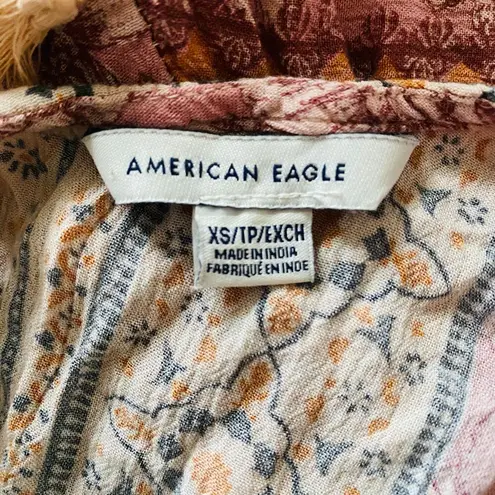 AMERICAN EAGLE
XS/TP/EXCH
MADE IN INDIA
FABRIQUÉ EN INDE